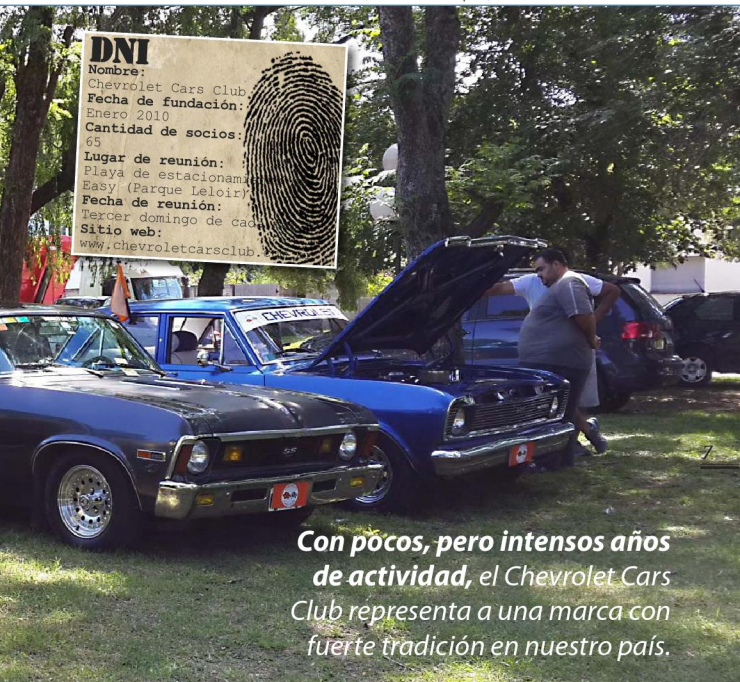 DNI
Nombre:
Chevrolet Cars Club
Fecha de fundación:
Enero 2010
Cantidad de socios:
65
Lugar de reunión:
Playa de
Easy (Parque Leloir)
Fecha de reunión:
Tercer domingo de
Sitio web:
www.chevroletcarsclub.
CHEVROLET
SS
Con pocos, pero intensos años
de actividad, el Chevrolet Cars
Club representa a una marca con
fuerte tradición en nuestro país.